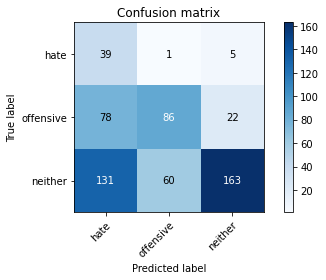 Confusion matrix
hate 39 1 5
offensive 78 86 22
neither 131 60 163
hate offensive neither
True label
Predicted label
160
140
120
100
80
60
40
20